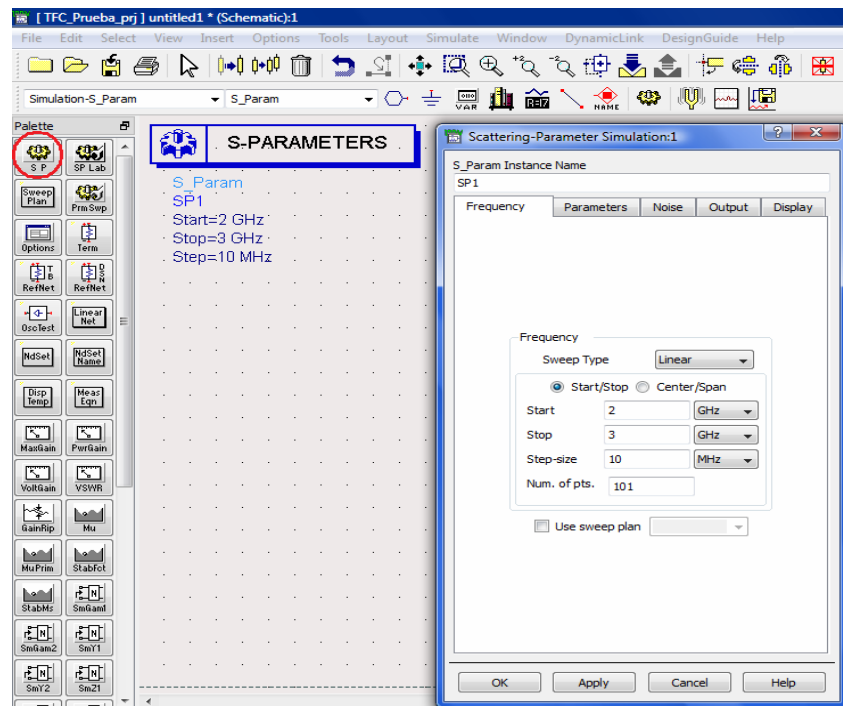 [ TFC_Prueba_prj ] untitled1 * (Schematic):1
File Edit Select View Insert Options Tools Layout Simulate Window DynamicLink DesignGuide Help
VAR NAME
Simulation-S_Param S_Param
Palette
S P SP Lab
Sweep Plan Prm Swp
Options Term
RefNet RefNet
OscTest Linear Net
NdSet NdSet Name
Disp Temp Meas Eqn
MaxGain PwrGain
VoltGain VSWR
GainRip Mu
MuPrim StabFct
StabMs SmGam1
SmGam2 SmY1
SmY2 SmZ1
S-PARAMETERS
S_Param
SP1
Start=2 GHz
Stop=3 GHz
Step=10 MHz
Scattering-Parameter Simulation:1
S_Param Instance Name
SP1
Frequency Parameters Noise Output Display
Frequency
Sweep Type Linear
Start/Stop Center/Span
Start 2 GHz
Stop 3 GHz
Step-size 10 MHz
Num. of pts. 101
Use sweep plan
OK Apply Cancel Help